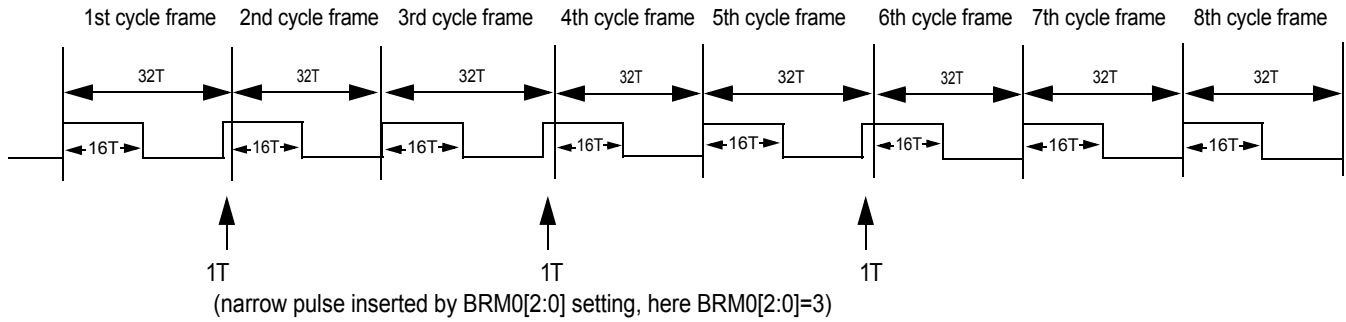 1st cycle frame 2nd cycle frame 3rd cycle frame 4th cycle frame 5th cycle frame 6th cycle frame 7th cycle frame 8th cycle frame
32T 32T 32T 32T 32T 32T 32T 32T
16T 16T 16T 16T 16T 16T 16T 16T
1T 1T 1T
(narrow pulse inserted by BRM0[2:0] setting, here BRM0[2:0]=3)